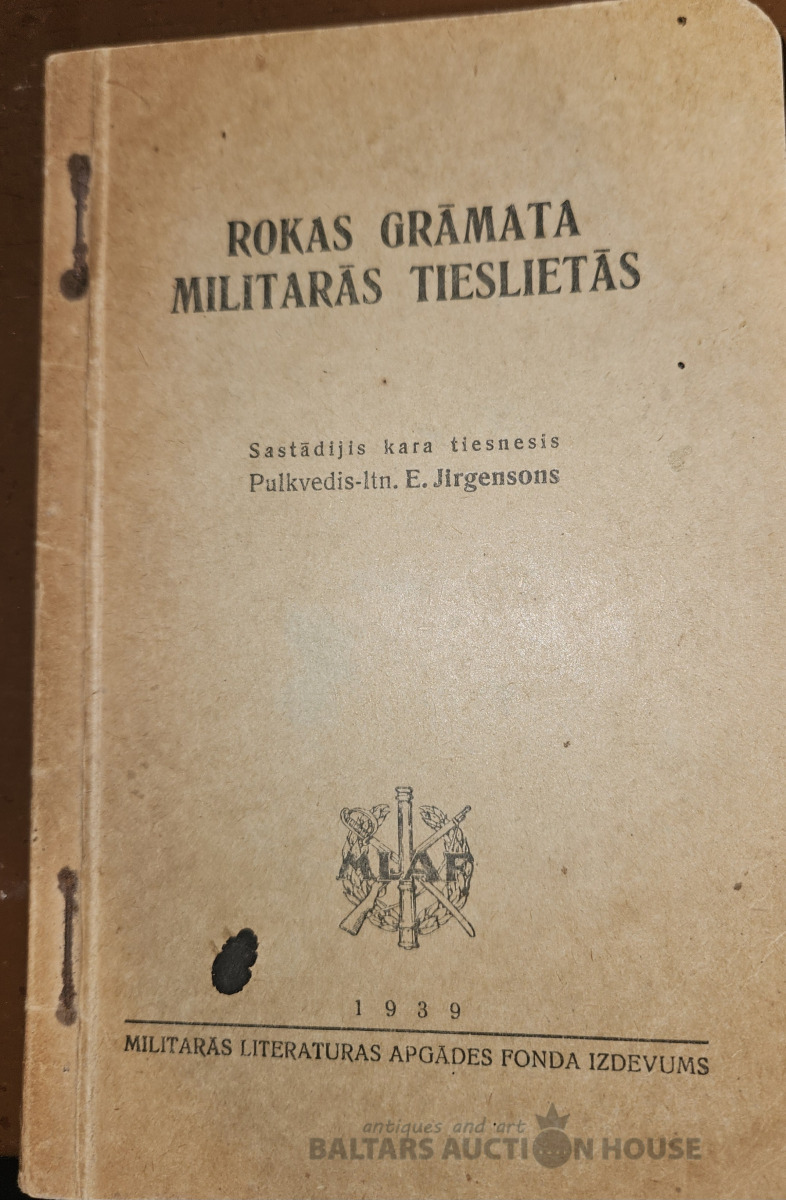 ROKAS GRĀMATA
MILITARĀS TIESLIETĀS
Sastādijis kara tiesnesis
Pulkvedis-ltn. E. Jirgensons
MLAF
1939
MILITARĀS LITERATURAS APGĀDES FONDA IZDEVUMS
antiques and art
BALTARS AUCTION HOUSE